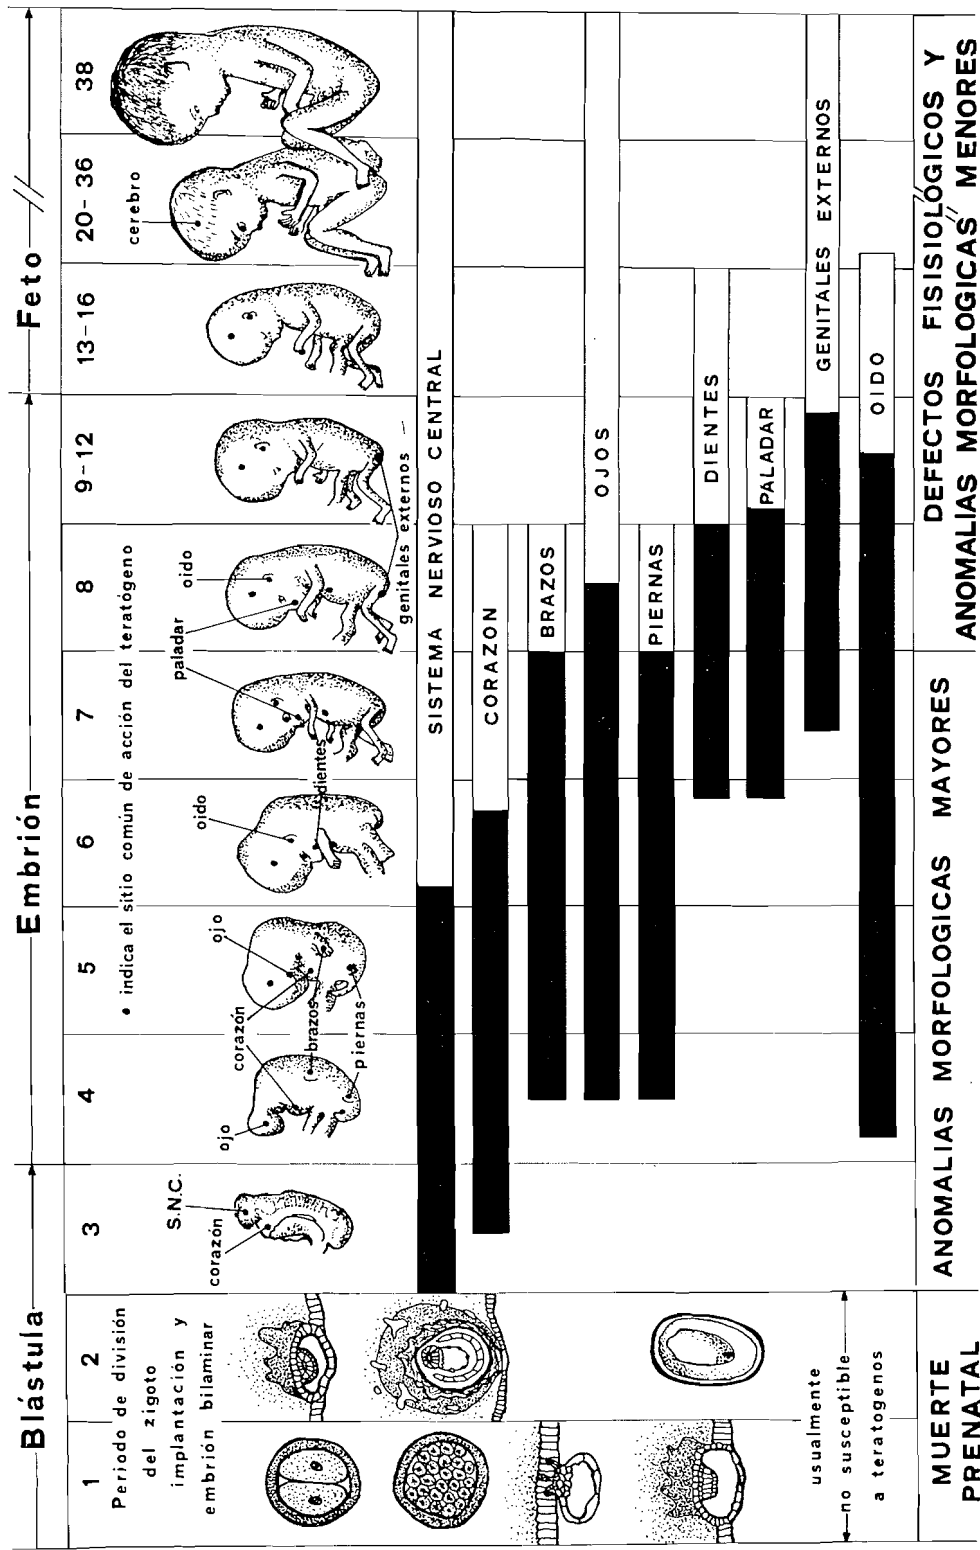 Blástula
Embrión
Feto
1
2
3
4
5
6
7
8
9-12
13-16
20-36
38
Periodo de división
del zigoto
implantación y
embrión bilaminar
• indica el sitio común de acción del teratógeno
S.N.C.
corazón
ojo
corazón
brazos
piernas
ojo
oido
dientes
paladar
oido
genitales externos
cerebro
usualmente
no susceptible
a teratogenos
SISTEMA NERVIOSO CENTRAL
CORAZON
BRAZOS
OJOS
PIERNAS
DIENTES
PALADAR
GENITALES EXTERNOS
OIDO
MUERTE
PRENATAL
ANOMALIAS MORFOLOGICAS MAYORES
DEFECTOS FISISIOLOGICOS Y
ANOMALIAS MORFOLOGICAS MENORES